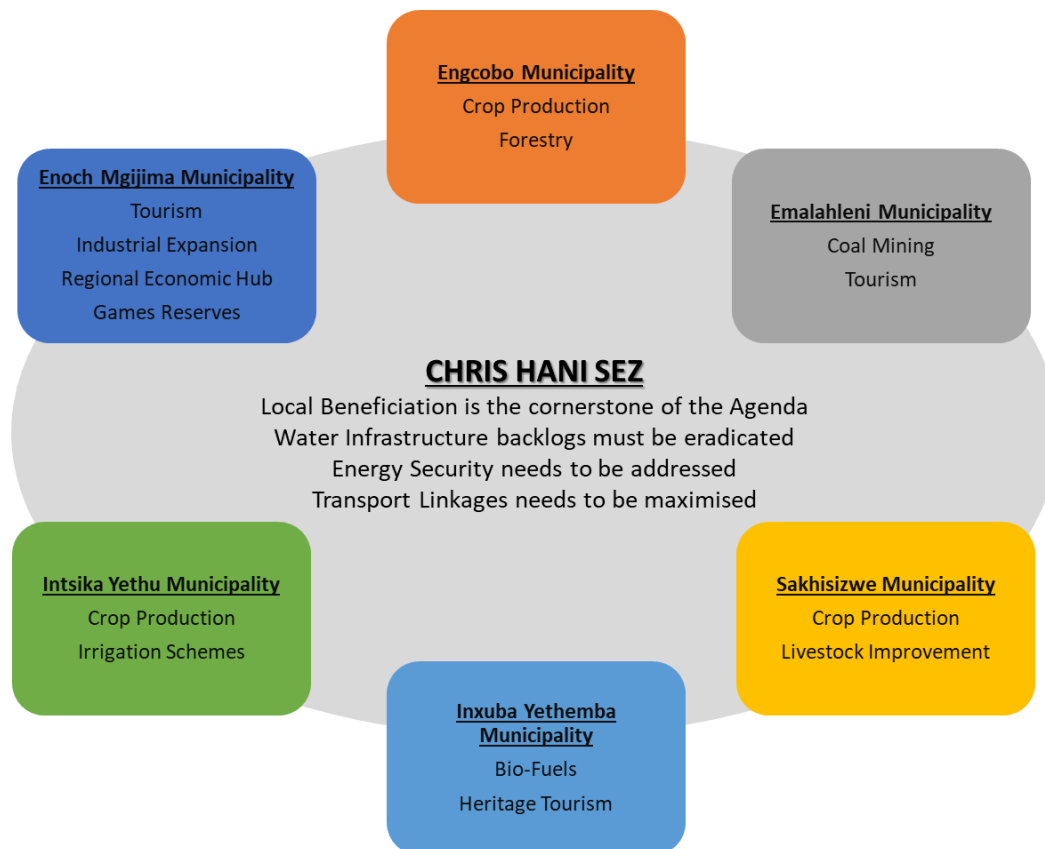 Engcobo Municipality
Crop Production
Forestry
Enoch Mgijima Municipality
Tourism
Industrial Expansion
Regional Economic Hub
Games Reserves
Emalahleni Municipality
Coal Mining
Tourism
CHRIS HANI SEZ
Local Beneficiation is the cornerstone of the Agenda
Water Infrastructure backlogs must be eradicated
Energy Security needs to be addressed
Transport Linkages needs to be maximised
Intsika Yethu Municipality
Crop Production
Irrigation Schemes
Sakhisizwe Municipality
Crop Production
Livestock Improvement
Inxuba Yethemba
Municipality
Bio-Fuels
Heritage Tourism